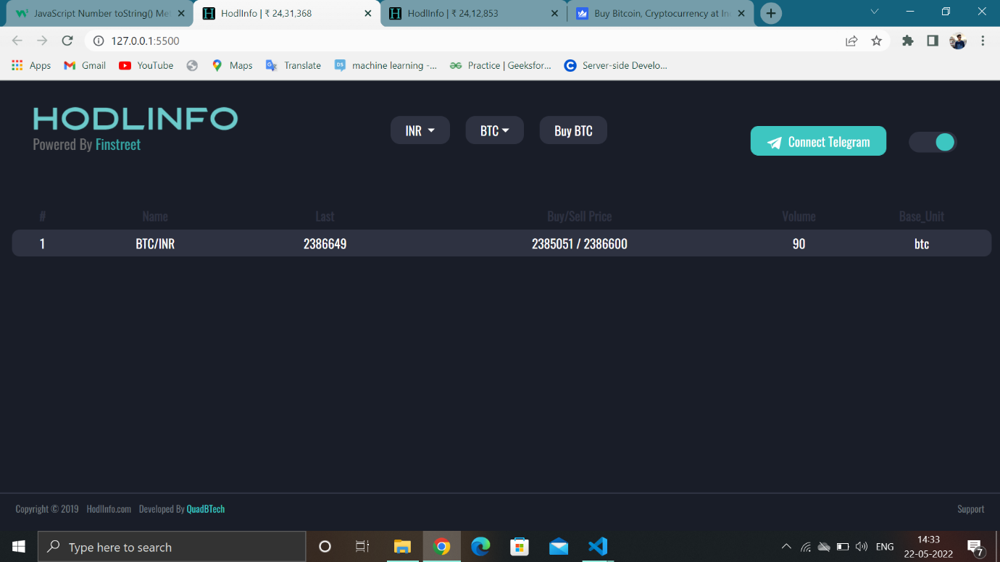 JavaScript Number toString() Me
HodlInfo | ₹ 24,31,368
HodlInfo | ₹ 24,12,853
Buy Bitcoin, Cryptocurrency at In
127.0.0.1:5500
Apps
Gmail
YouTube
Maps
Translate
machine learning -...
Practice | Geeksfor...
Server-side Develo...
HODLINFO
Powered By Finstreet
INR
BTC
Buy BTC
Connect Telegram
# Name Last Buy/Sell Price Volume Base_Unit
1 BTC/INR 2386649 2385051 / 2386600 90 btc
Copyright © 2019 HodlInfo.com Developed By QuadBTech
Support
Type here to search
ENG
14:33
22-05-2022
7